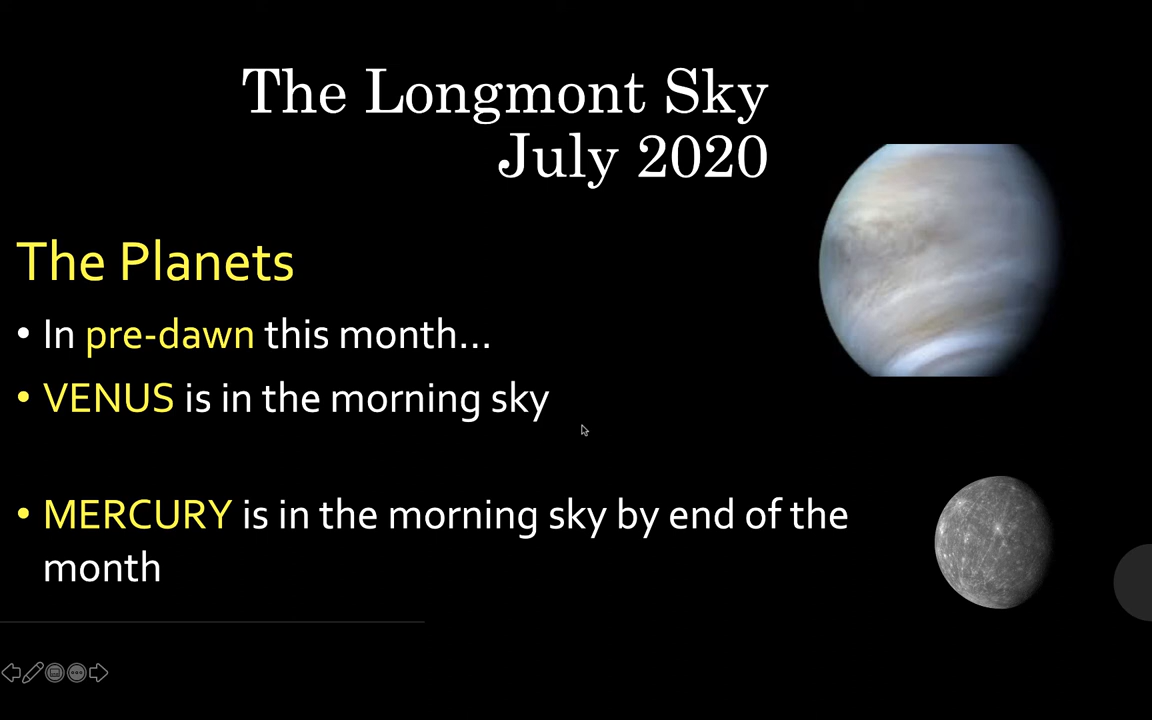 The Longmont Sky
July 2020
The Planets
• In pre-dawn this month...
• VENUS is in the morning sky
• MERCURY is in the morning sky by end of the
month